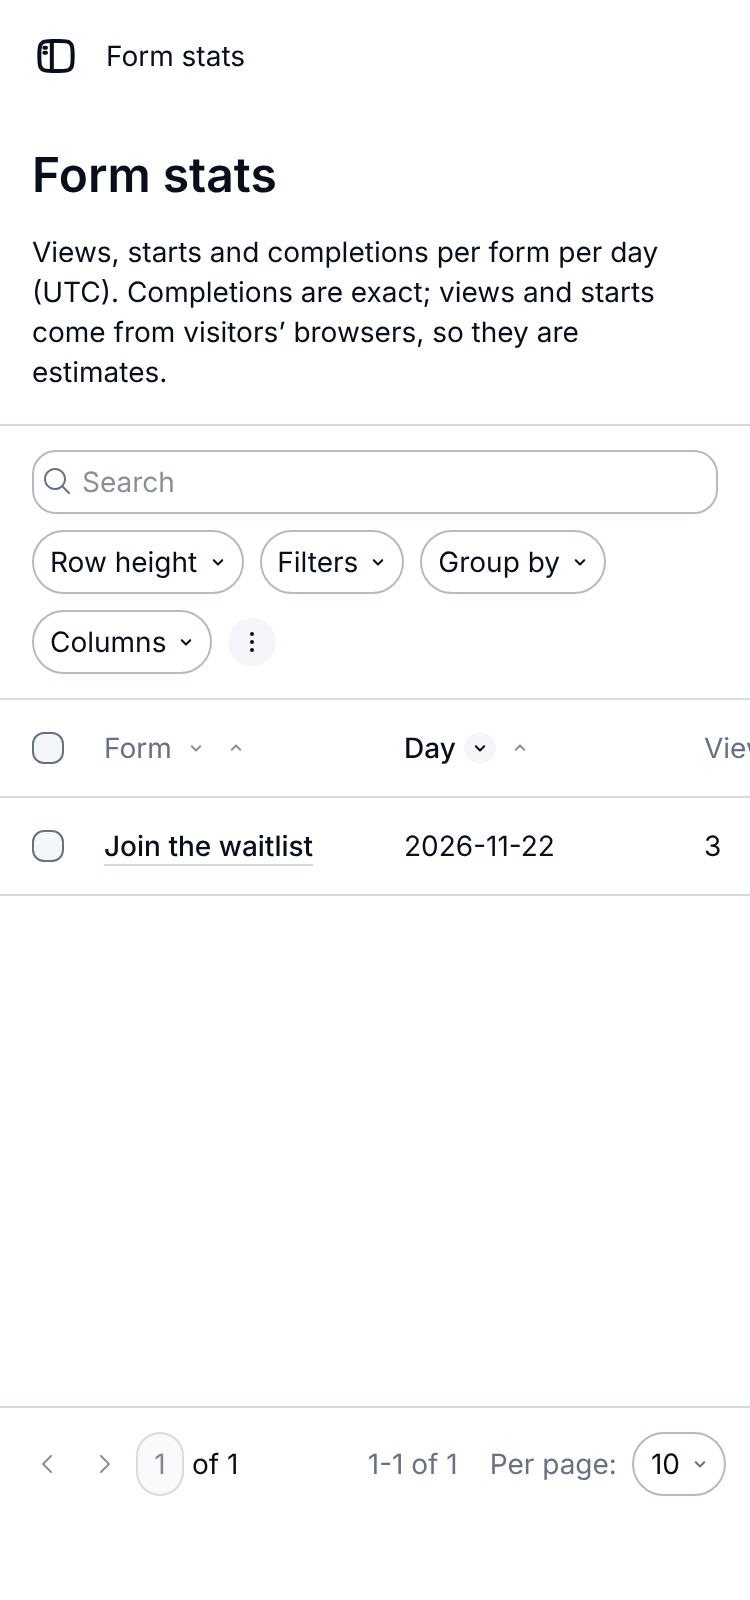 Form stats
Form stats
Views, starts and completions per form per day
(UTC). Completions are exact; views and starts
come from visitors’ browsers, so they are
estimates.
Search
Row height
Filters
Group by
Columns
Form
Day
Join the waitlist
2026-11-22
3
1 of 1
1-1 of 1
Per page:
10